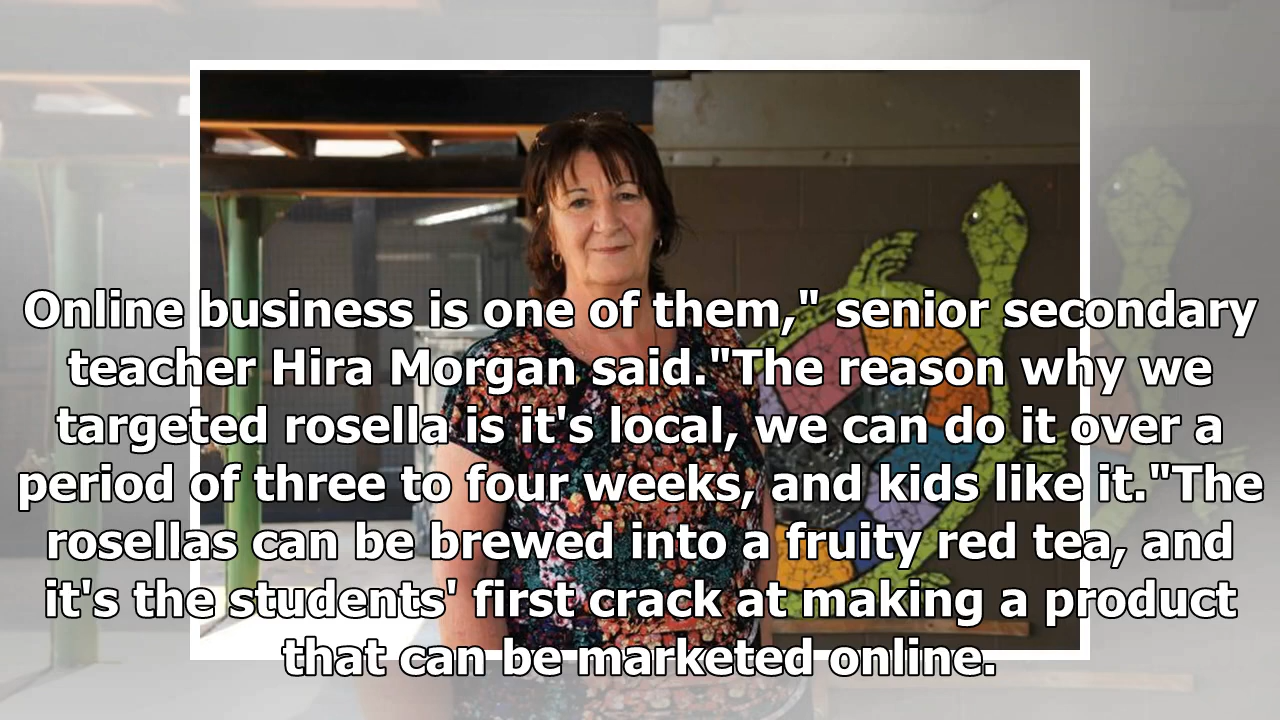 Online business is one of them," senior secondary
teacher Hira Morgan said."The reason why we
targeted rosella is it's local, we can do it over a
period of three to four weeks, and kids like it."The
rosellas can be brewed into a fruity red tea, and
it's the students' first crack at making a product
that can be marketed online.